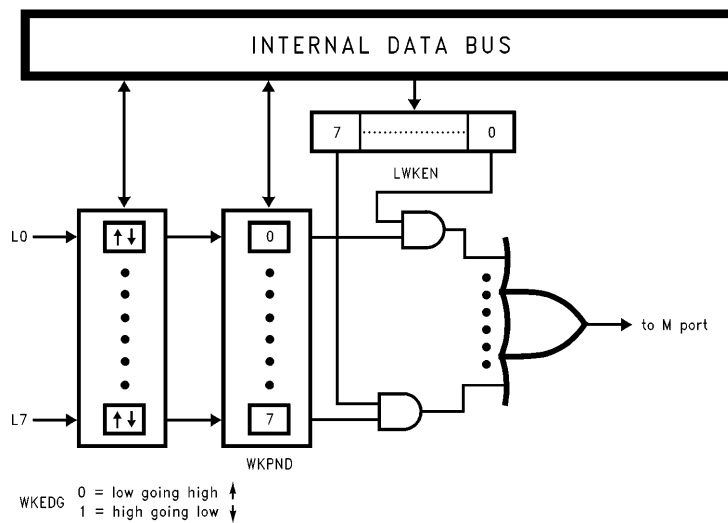 INTERNAL DATA BUS
7 0
LWKEN
L0 0
to M port
L7 7
WKPND
WKEDG 0 = low going high
1 = high going low